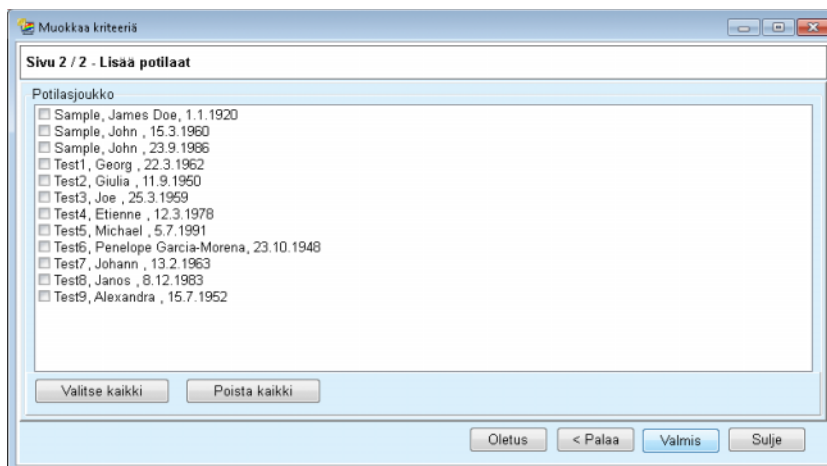 Muokkaa kriteeriä
Sivu 2 / 2 - Lisää potilaat
Potilasjoukko
Sample, James Doe, 1.1.1920
Sample, John , 15.3.1960
Sample, John , 23.9.1986
Test1, Georg , 22.3.1962
Test2, Giulia , 11.9.1950
Test3, Joe , 25.3.1959
Test4, Etienne , 12.3.1978
Test5, Michael , 5.7.1991
Test6, Penelope Garcia-Morena, 23.10.1948
Test7, Johann , 13.2.1963
Test8, Janos , 8.12.1983
Test9, Alexandra , 15.7.1952
Valitse kaikki Poista kaikki
Oletus < Palaa Valmis Sulje